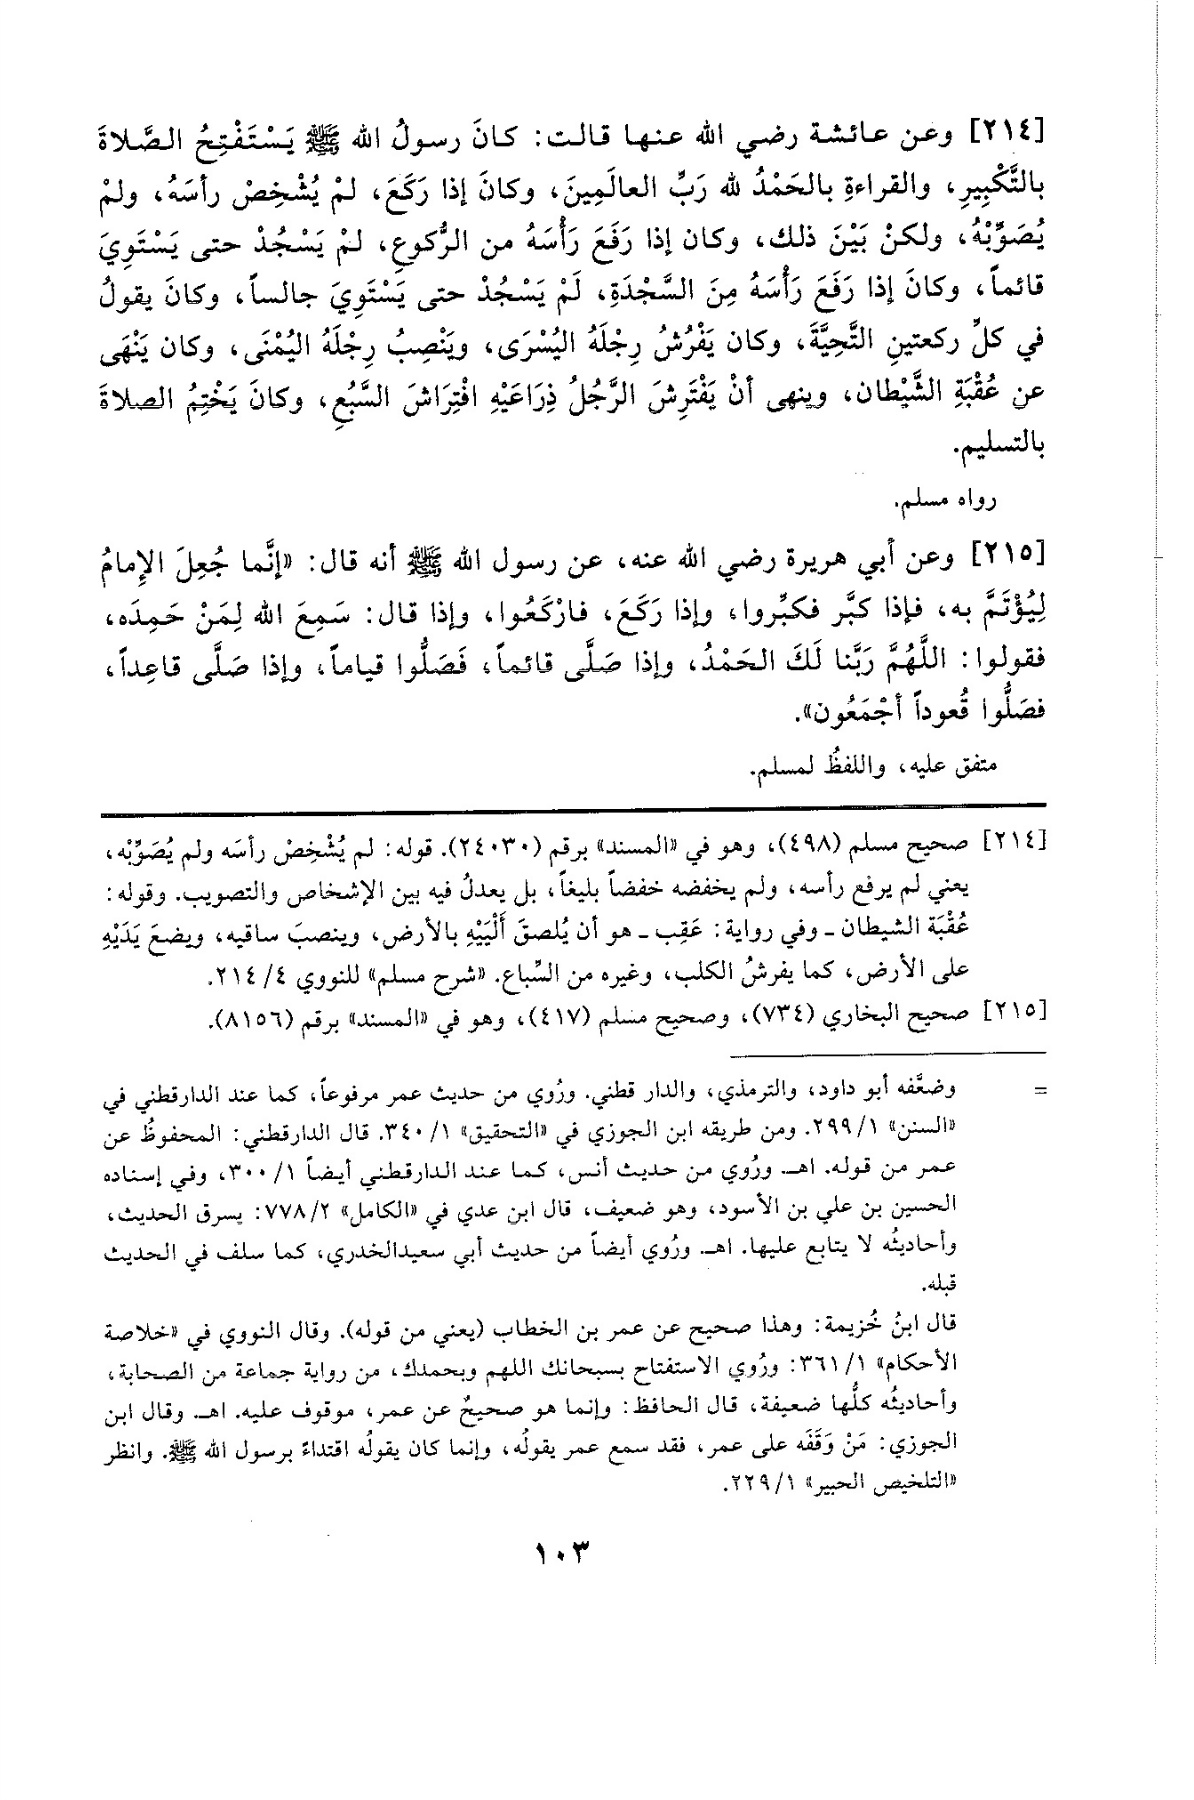 [٢١٤] وعن عائشة رضي الله عنها قالت: كانَ رسولُ الله ﷺ يَسْتَفْتِحُ الصَّلاةَ
بالتَّكْبِيرِ، والقراءةِ بالحَمْدُ لله رَبِّ العالَمِينَ، وكانَ إذا رَكَعَ، لمْ يُشْخِصْ رأسَهُ، ولمْ
يُصَوِّبْهُ، ولكنْ بَيْنَ ذلك، وكان إذا رَفَعَ رَأْسَهُ من الرُّكوعِ، لمْ يَسْجُدْ حتى يَسْتَوِيَ
قائماً، وكانَ إذا رَفَعَ رَأْسَهُ مِنَ السَّجْدَةِ، لَمْ يَسْجُدْ حتى يَسْتَوِيَ جالساً، وكانَ يقولُ
في كلِّ ركعتينِ التَّحِيَّةَ، وكان يَفْرُشُ رِجْلَهُ اليُسْرَى، ويَنْصِبُ رِجْلَهُ اليُمْنَى، وكان يَنْهَى
عن عُقْبَةِ الشَّيْطان، وينهى أنْ يَفْتَرِشَ الرَّجُلُ ذِرَاعَيْهِ افْتِرَاشَ السَّبُعِ، وكانَ يَخْتِمُ الصلاةَ
بالتسليم.
رواه مسلم.
[٢١٥] وعن أبي هريرة رضي الله عنه، عن رسول الله ﷺ أنه قال: «إنَّما جُعِلَ الإمامُ
لِيُؤْتَمَّ به، فإذا كبَّر فكبِّروا، وإذا رَكَعَ، فارْكَعُوا، وإذا قال: سَمِعَ الله لِمَنْ حَمِدَه،
فقولوا: اللَّهُمَّ رَبَّنا لَكَ الحَمْدُ، وإذا صَلَّى قائماً، فَصَلُّوا قياماً، وإذا صَلَّى قاعِداً،
فصَلُّوا قُعوداً أجْمَعُون».
متفق عليه، واللفظُ لمسلم.
[٢١٤] صحيح مسلم (٤٩٨)، وهو في «المسند» برقم (٢٤٠٣٠). قوله: لم يُشْخِصْ رأسَه ولم يُصَوِّبْه،
يعني لم يرفع رأسه، ولم يخفضه خفضاً بليغاً، بل يعدلُ فيه بين الإشخاص والتصويب. وقوله:
عُقْبَة الشيطان ـ وفي رواية: عَقِب ـ هو أن يُلصقَ أَلْيَيْهِ بالأرض، وينصبَ ساقيه، ويضعَ يَدَيْهِ
على الأرض، كما يفرشُ الكلب، وغيره من السِّباع. «شرح مسلم» للنووي ٤/ ٢١٤.
[٢١٥] صحيح البخاري (٧٣٤)، وصحيح مسلم (٤١٧)، وهو في «المسند» برقم (٨١٥٦).
= وضعَّفه أبو داود، والترمذي، والدار قطني. ورُوي من حديث عمر مرفوعاً، كما عند الدارقطني في
«السنن» ١/ ٢٩٩. ومن طريقه ابن الجوزي في «التحقيق» ١/ ٣٤٠. قال الدارقطني: المحفوظُ عن
عمر من قوله. اهـ. ورُوي من حديث أنس، كما عند الدارقطني أيضاً ١/ ٣٠٠، وفي إسناده
الحسين بن علي بن الأسود، وهو ضعيف، قال ابن عدي في «الكامل» ٢/ ٧٧٨: يسرق الحديث،
وأحاديثُه لا يتابع عليها. اهـ. ورُوي أيضاً من حديث أبي سعيدالخدري، كما سلف في الحديث
قبله.
قال ابنُ خُزيمة: وهذا صحيح عن عمر بن الخطاب (يعني من قوله). وقال النووي في «خلاصة
الأحكام» ١/ ٣٦١: ورُوي الاستفتاح بسبحانك اللهم وبحمدك، من رواية جماعة من الصحابة،
وأحاديثُه كلُّها ضعيفة، قال الحافظ: وإنما هو صحيحٌ عن عمر، موقوف عليه. اهـ. وقال ابن
الجوزي: مَنْ وَقَفَه على عمر، فقد سمع عمر يقولُه، وإنما كان يقولُه اقتداءً برسول الله ﷺ. وانظر
«التلخيص الحبير» ١/ ٢٢٩.
١٠٣